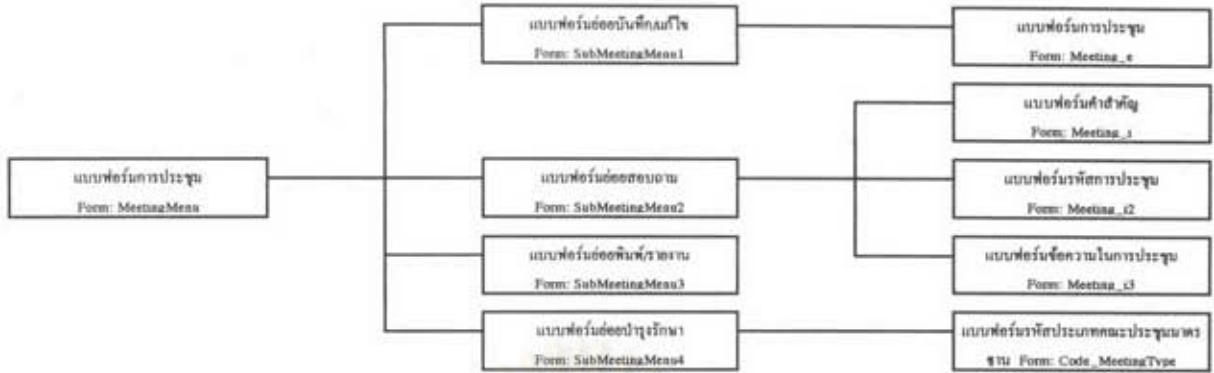 แบบฟอร์มย่อยบันทึก/แก้ไข
Form: SubMeetingMenu1
แบบฟอร์มการประชุม
Form: Meeting_e
แบบฟอร์มคำสำคัญ
Form: Meeting_i
แบบฟอร์มการประชุม
Form: MeetingMenu
แบบฟอร์มย่อยสอบถาม
Form: SubMeetingMenu2
แบบฟอร์มรหัสการประชุม
Form: Meeting_i2
แบบฟอร์มย่อยพิมพ์/รายงาน
Form: SubMeetingMenu3
แบบฟอร์มข้อความในการประชุม
Form: Meeting_i3
แบบฟอร์มย่อยบำรุงรักษา
Form: SubMeetingMenu4
แบบฟอร์มรหัสประเภทคณะประชุมมาตร
ฐาน Form: Code_MeetingType